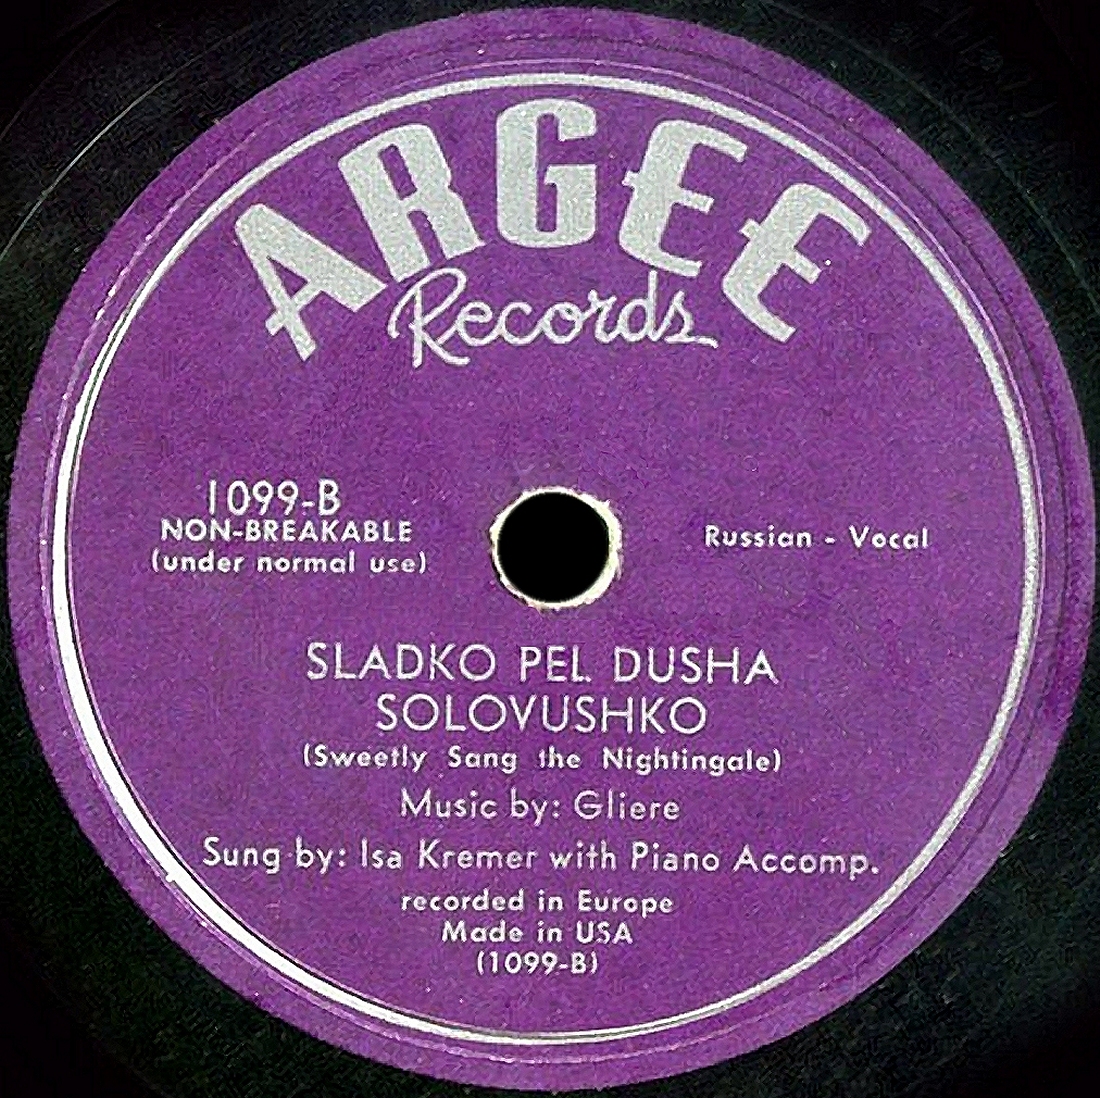 ARGEE
Records
1099-B
NON-BREAKABLE
(under normal use)
Russian - Vocal
SLADKO PEL DUSHA
SOLOVUSHKO
(Sweetly Sang the Nightingale)
Music by: Gliere
Sung by: Isa Kremer with Piano Accomp.
recorded in Europe
Made in USA
(1099-B)